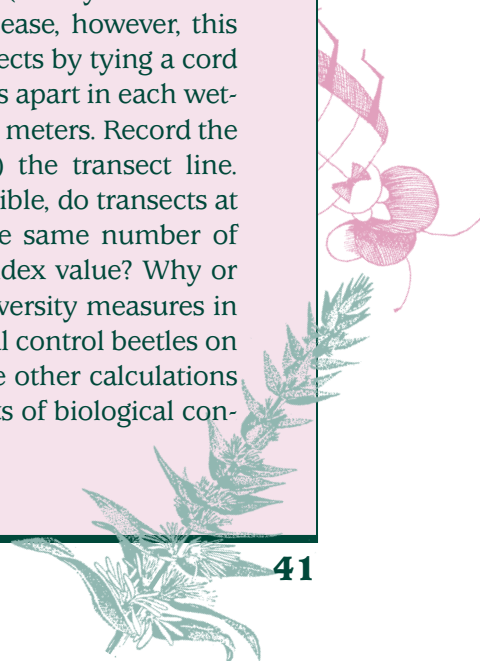 ease, however, this
ects by tying a cord
s apart in each wet-
meters. Record the
) the transect line.
ible, do transects at
e same number of
ndex value? Why or
versity measures in
l control beetles on
e other calculations
ts of biological con-
41